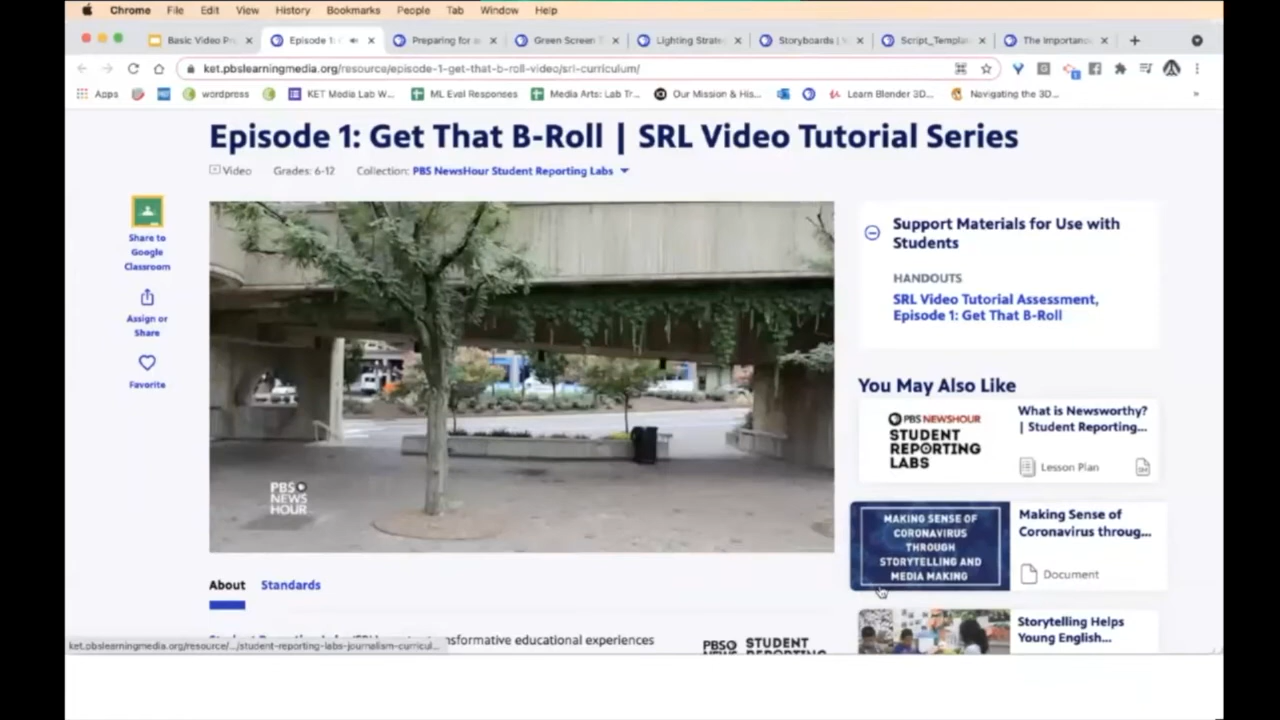 Chrome File Edit View History Bookmarks People Tab Window Help
Basic Video Pr
Episode 1:
Preparing for
Green Screen T
Lighting Strate
Storyboards |
Script_Templat
The Importanc
ket.pbslearningmedia.org/resource/episode-1-get-that-b-roll-video/srl-curriculum/
Apps
wordpress
KET Media Lab W...
ML Eval Responses
Media Arts: Lab Tr...
Our Mission & His...
Learn Blender 3D...
Navigating the 3D...
»
Episode 1: Get That B-Roll | SRL Video Tutorial Series
Video Grades: 6-12 Collection: PBS NewsHour Student Reporting Labs
Share to
Google
Classroom
Assign or
Share
Favorite
PBS
NEWS
HOUR
Support Materials for Use with
Students
HANDOUTS
SRL Video Tutorial Assessment,
Episode 1: Get That B-Roll
You May Also Like
PBS NEWSHOUR
STUDENT
REPORTING
LABS
What is Newsworthy?
| Student Reporting...
Lesson Plan
MAKING SENSE OF
CORONAVIRUS
THROUGH
STORYTELLING AND
MEDIA MAKING
Making Sense of
Coronavirus throug...
Document
Storytelling Helps
Young English...
About Standards
nsformative educational experiences
PBS STUDENT
REPORTING
ket.pbslearningmedia.org/resource/.../student-reporting-labs-journalism-curricul...